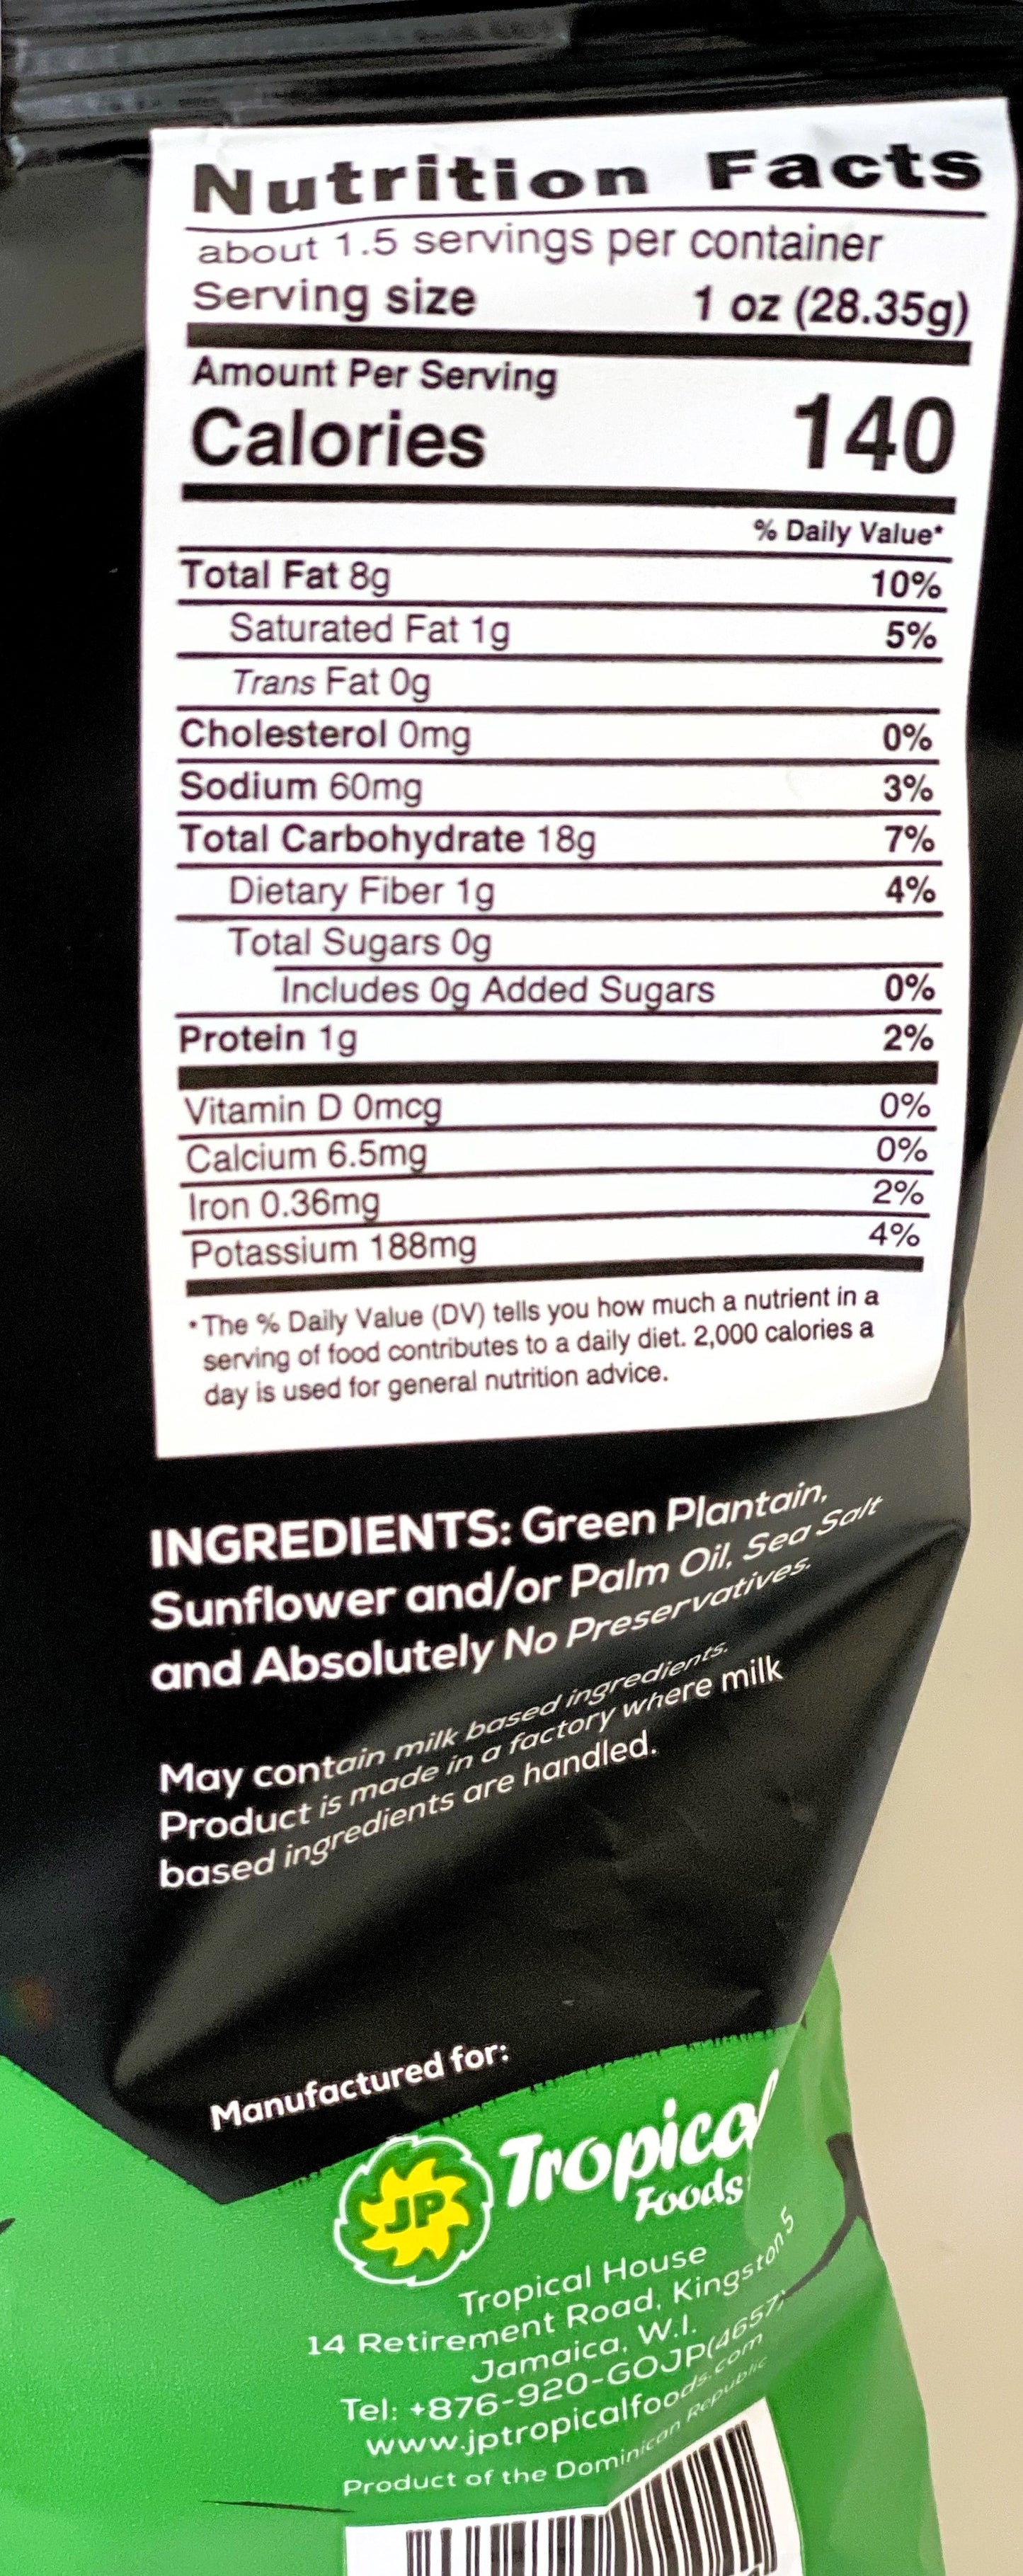 Nutrition Facts
about 1.5 servings per container
Serving size 1 oz (28.35g)
Amount Per Serving
Calories 140
% Daily Value*
Total Fat 8g 10%
Saturated Fat 1g 5%
Trans Fat 0g
Cholesterol 0mg 0%
Sodium 60mg 3%
Total Carbohydrate 18g 7%
Dietary Fiber 1g 4%
Total Sugars 0g
Includes 0g Added Sugars 0%
Protein 1g 2%
Vitamin D 0mcg 0%
Calcium 6.5mg 0%
Iron 0.36mg 2%
Potassium 188mg 4%
*The % Daily Value (DV) tells you how much a nutrient in a
serving of food contributes to a daily diet. 2,000 calories a
day is used for general nutrition advice.
INGREDIENTS: Green Plantain,
Sunflower and/or Palm Oil, Sea Salt
and Absolutely No Preservatives.
May contain milk based ingredients.
Product is made in a factory where milk
based ingredients are handled.
Manufactured for:
JP Tropical
Foods
Tropical House
14 Retirement Road, Kingston 5
Jamaica, W.I.
Tel: +876-920-GOJP(4657)
www.jptropicalfoods.com
Product of the Dominican Republic